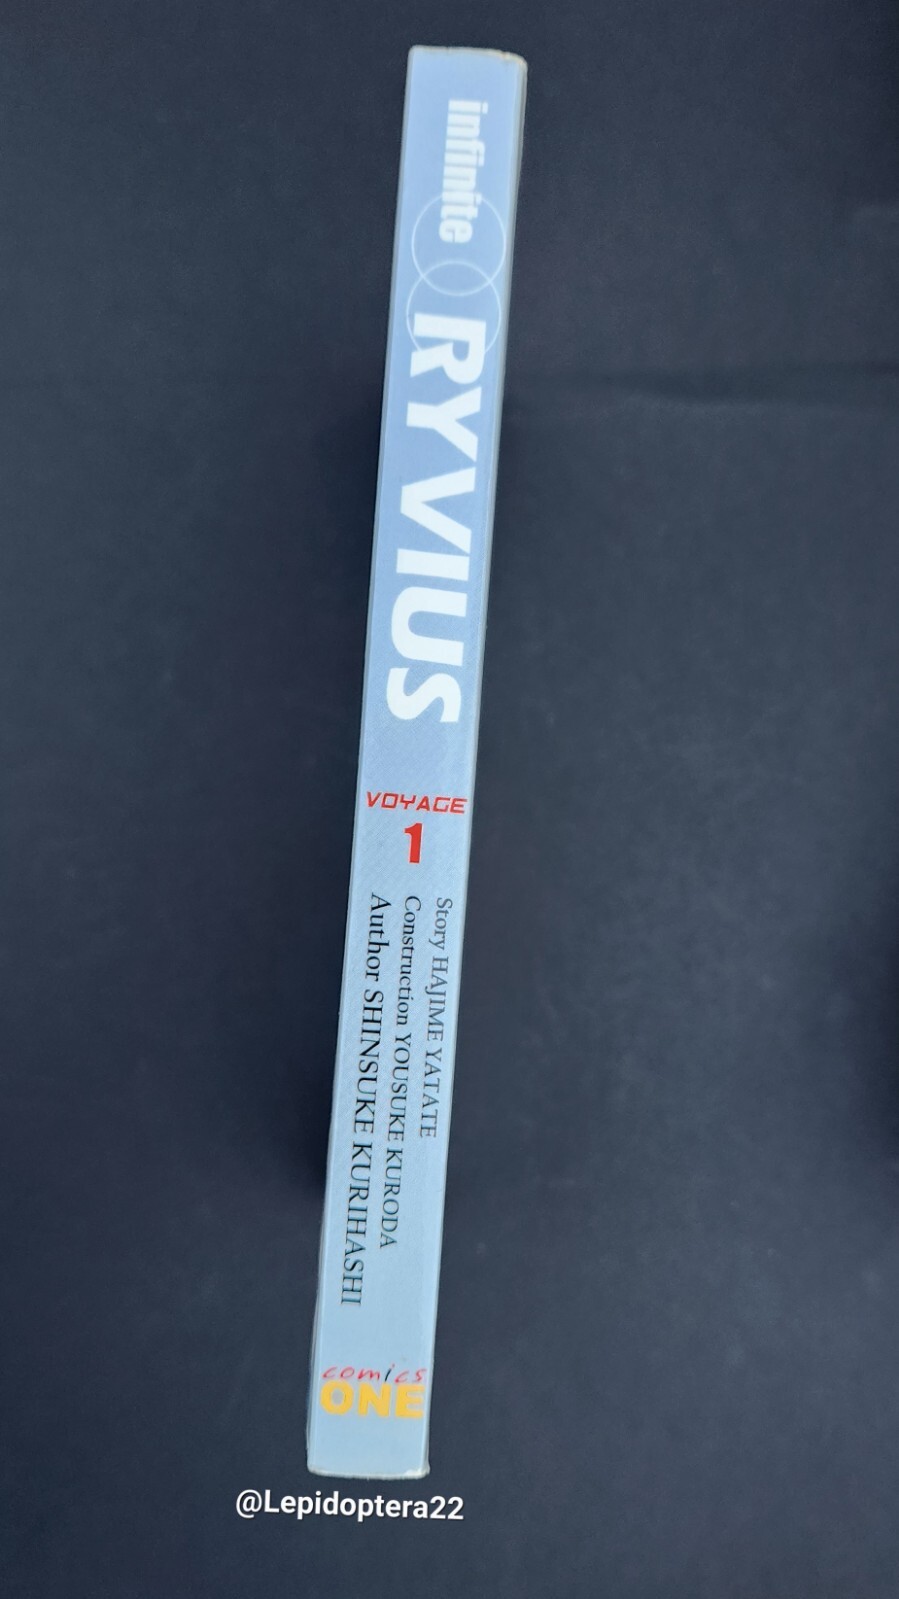 infinite
RYVIUS
VOYAGE
1
Story HAJIME YATATE
Construction YOUSUKE KURODA
Author SHINSUKE KURIHASHI
comics
ONE
@Lepidoptera22